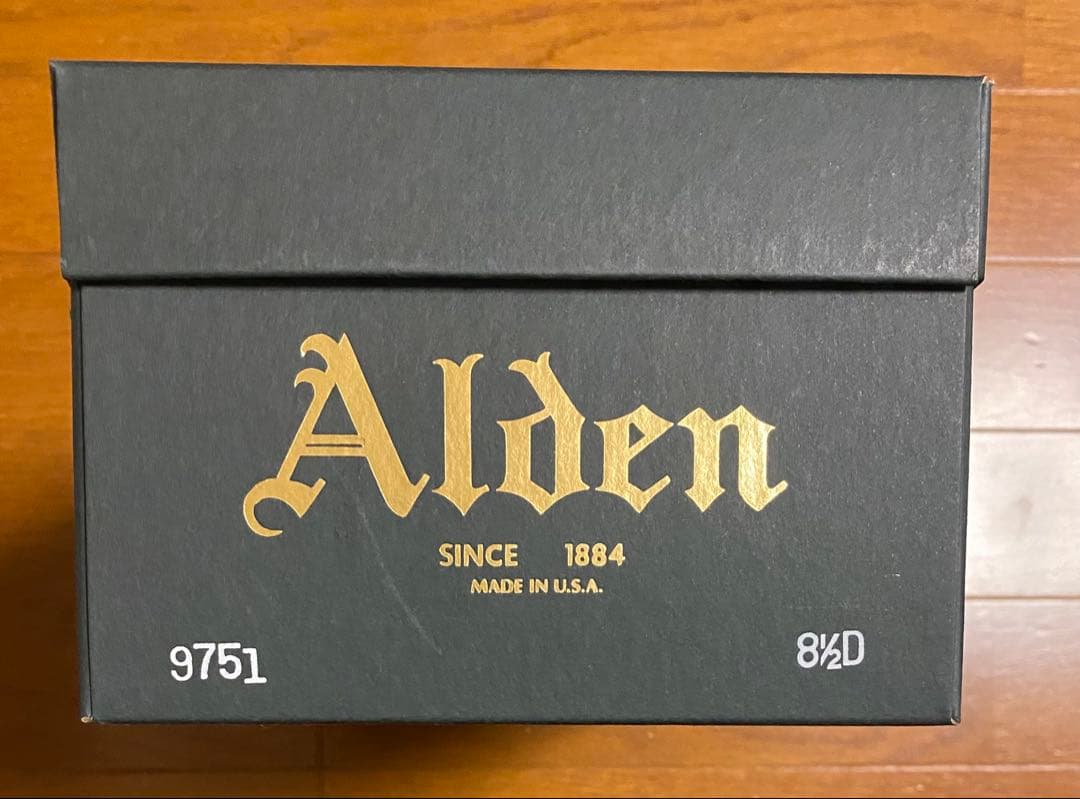 Alden
SINCE 1884
MADE IN U.S.A.
9751 8½D